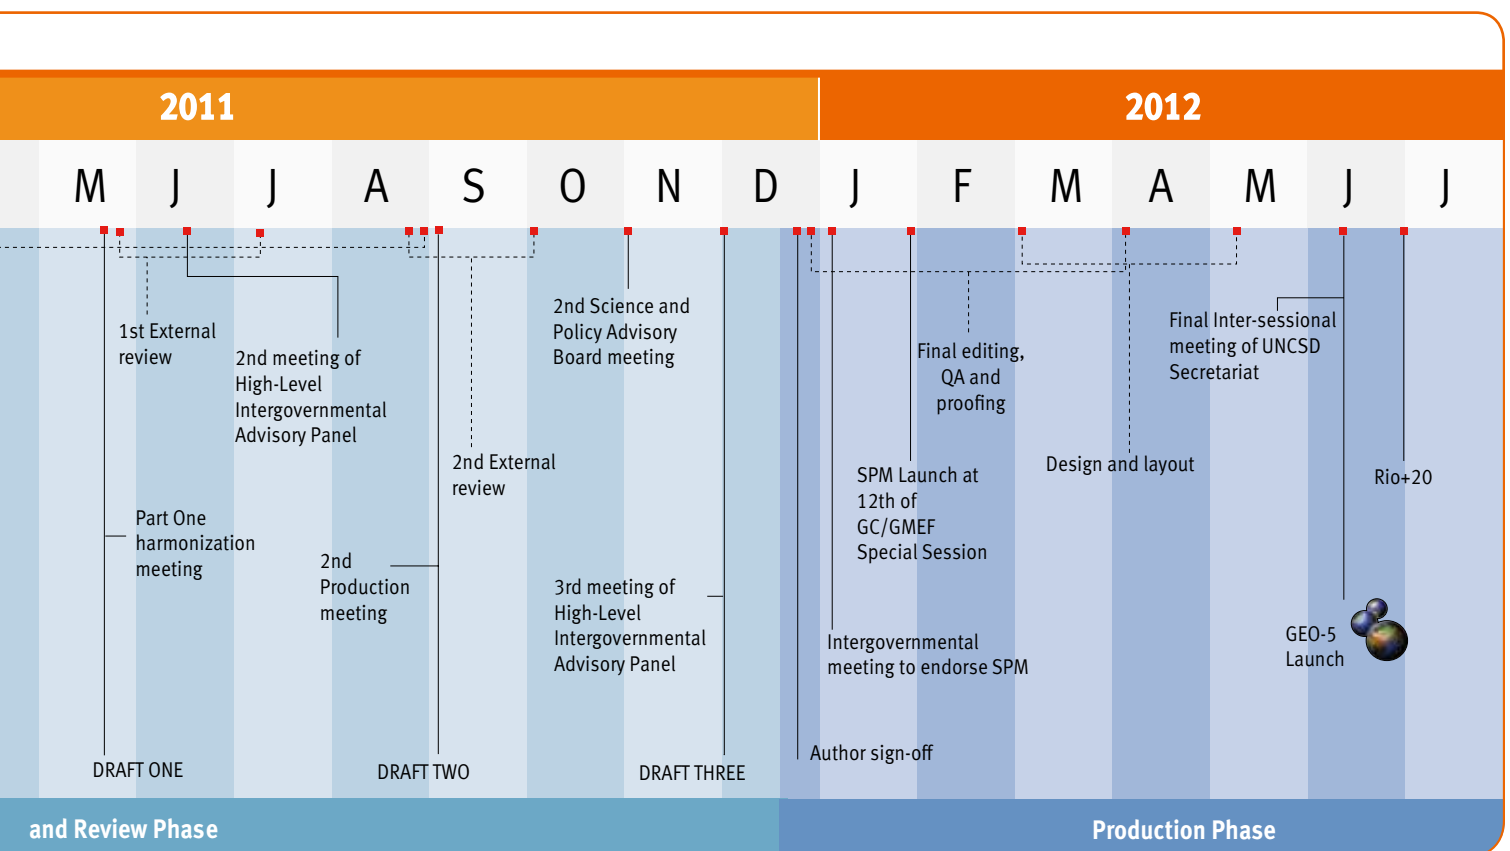 2011
2012
M J J A S O N D J F M A M J J
1st External
review
2nd meeting of
High-Level
Intergovernmental
Advisory Panel
2nd Science and
Policy Advisory
Board meeting
Final editing,
QA and
proofing
Final Inter-sessional
meeting of UNCSD
Secretariat
2nd External
review
SPM Launch at
12th of
GC/GMEF
Special Session
Design and layout
Rio+20
Part One
harmonization
meeting
2nd
Production
meeting
3rd meeting of
High-Level
Intergovernmental
Advisory Panel
Intergovernmental
meeting to endorse SPM
GEO-5
Launch
Author sign-off
DRAFT ONE
DRAFT TWO
DRAFT THREE
and Review Phase
Production Phase